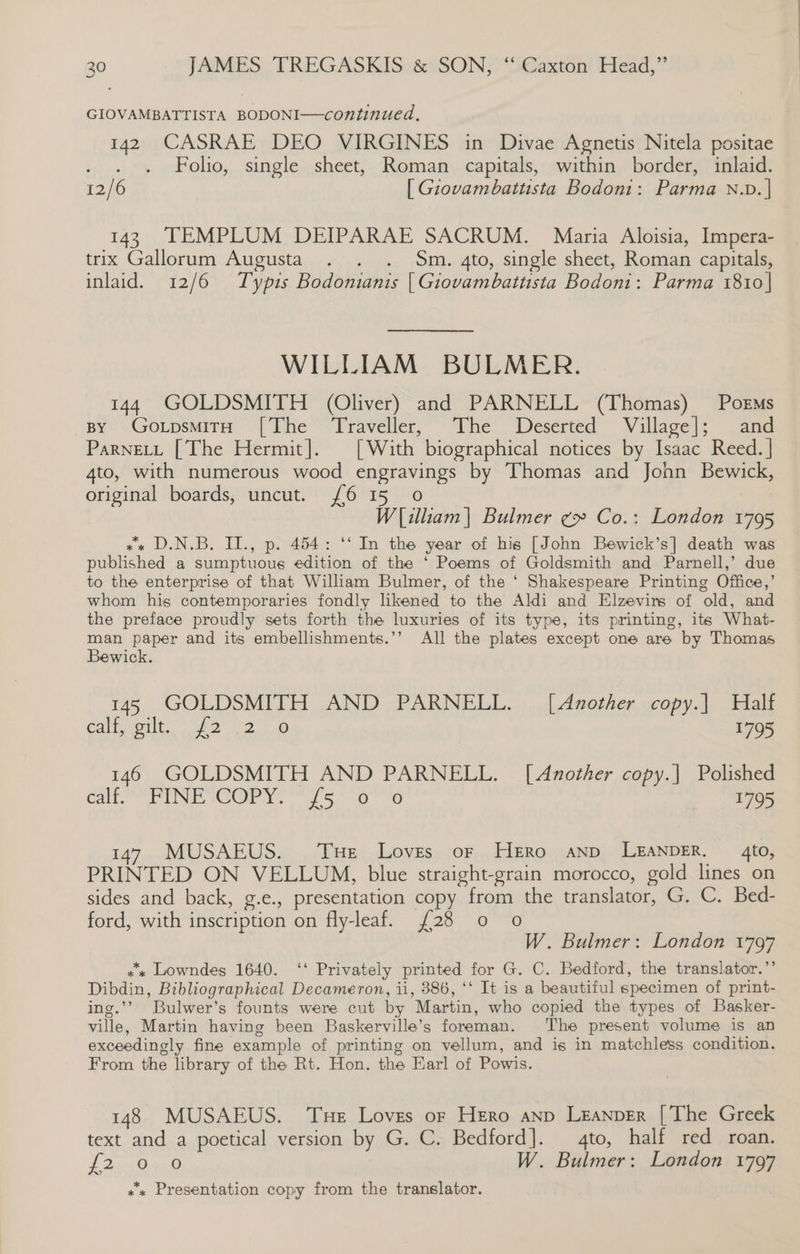 30 JAMES TREGASKIS & SON, “ Caxton Head,”
GIOVAMBATTISTA BODONI—continued.
142 CASRAE DEO VIRGINES in Divae Agnetis Nitela positae
. . . Folio, single sheet, Roman capitals, within border, inlaid.
12/6 [Giovambattista Bodoni: Parma N.D.]
143 TEMPLUM DEIPARAE SACRUM. Maria Aloisia, Impera-
trix Gallorum Augusta . . . Sm. 4to, single sheet, Roman capitals,
inlaid. 12/6 Typis Bodonianis [Giovambattista Bodoni: Parma 1810]
WILLIAM BULMER.
144 GOLDSMITH (Oliver) and PARNELL (Thomas) POEMS
BY GOLDSMITH [The Traveller, The Deserted Village]; and
PARNELL [The Hermit]. [With biographical notices by Isaac Reed.]
4to, with numerous wood engravings by Thomas and John Bewick,
original boards, uncut. £6 15 0
W[illiam] Bulmer & Co.: London 1795
*** D.N.B. II., p. 454: ‘‘ In the year of his [John Bewick’s] death was
published a sumptuous edition of the ‘ Poems of Goldsmith and Parnell,’ due
to the enterprise of that William Bulmer, of the ‘ Shakespeare Printing Office,’
whom his contemporaries fondly likened to the Aldi and Elzevirs of old, and
the preface proudly sets forth the luxuries of its type, its printing, its What-
man paper and its embellishments.’’ All the plates except one are by Thomas
Bewick.
145 GOLDSMITH AND PARNELL. [Another copy.] Half
calf, gilt. £2 2 0 1795
146 GOLDSMITH AND PARNELL. [Another copy.] Polished
calf. FINE COPY. £5 0 0 1795
147 MUSAEUS. THE LOVES OF HERO AND LEANDER. 4to,
PRINTED ON VELLUM, blue straight-grain morocco, gold lines on
sides and back, g.e., presentation copy from the translator, G. C. Bed-
ford, with inscription on fly-leaf. £28 0 0
W. Bulmer: London 1797
*** Lowndes 1640. ‘‘ Privately printed for G. C. Bedford, the translator.’’
Dibdin, Bibliographical Decameron, ii, 386, ‘‘ It is a beautiful specimen of print-
ing.’’ Bulwer’s founts were cut by Martin, who copied the types of Basker-
ville, Martin having been Baskerville’s foreman. The present volume is an
exceedingly fine example of printing on vellum, and is in matchless condition.
From the library of the Rt. Hon. the Earl of Powis.
148 MUSAEUS. THE LOVES OF HERO AND LEANDER [The Greek
text and a poetical version by G. C. Bedford]. 4to, half red roan.
£2 0 0 W. Bulmer: London 1797
*** Presentation copy from the translator.